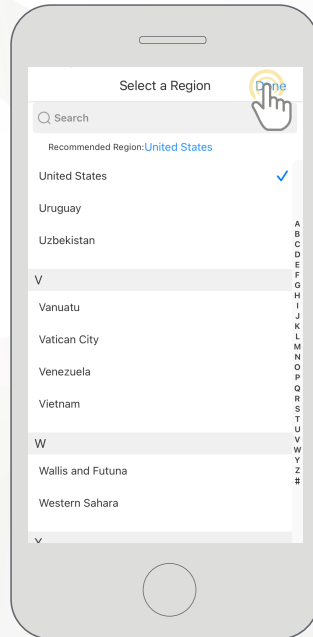 Select a Region Done
Search
Recommended Region:United States
United States
Uruguay
Uzbekistan
V
Vanuatu
Vatican City
Venezuela
Vietnam
W
Wallis and Futuna
Western Sahara
A
B
C
D
E
F
G
H
I
J
K
L
M
N
O
P
Q
R
S
T
U
V
W
Y
Z
#